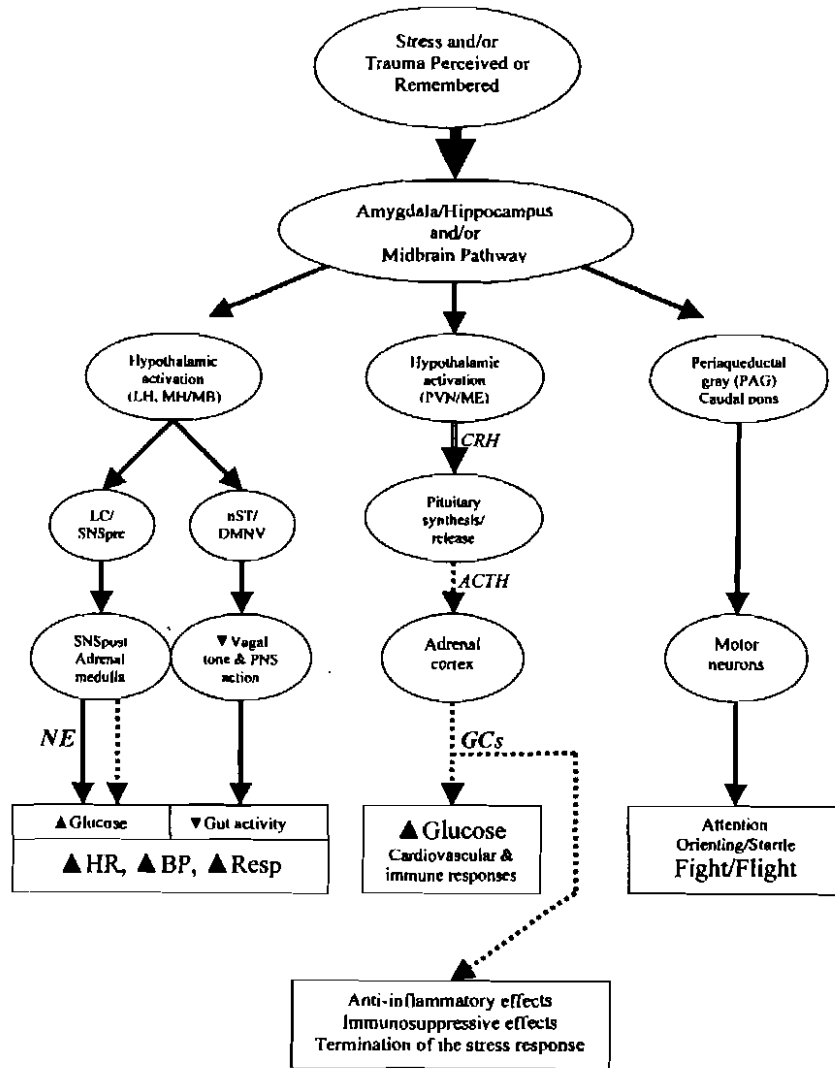 Stress and/or
Trauma Perceived or
Remembered
Amygdala/Hippocampus
and/or
Midbrain Pathway
Hypothalamic
activation
(LH, MH/MB)
Hypothalamic
activation
(PVN/ME)
Periaqueductal
gray (PAG)
Caudal pons
CRH
LC/
SNSpre
nST/
DMNV
Pituitary
synthesis/
release
ACTH
SNSpost
Adrenal
medulla
▼ Vagal
tone & PNS
action
Adrenal
cortex
Motor
neurons
NE
GCs
▲Glucose
▼Gut activity
▲HR, ▲BP, ▲Resp
▲Glucose
Cardiovascular &
immune responses
Attention
Orienting/Startle
Fight/Flight
Anti-inflammatory effects
Immunosuppressive effects
Termination of the stress response